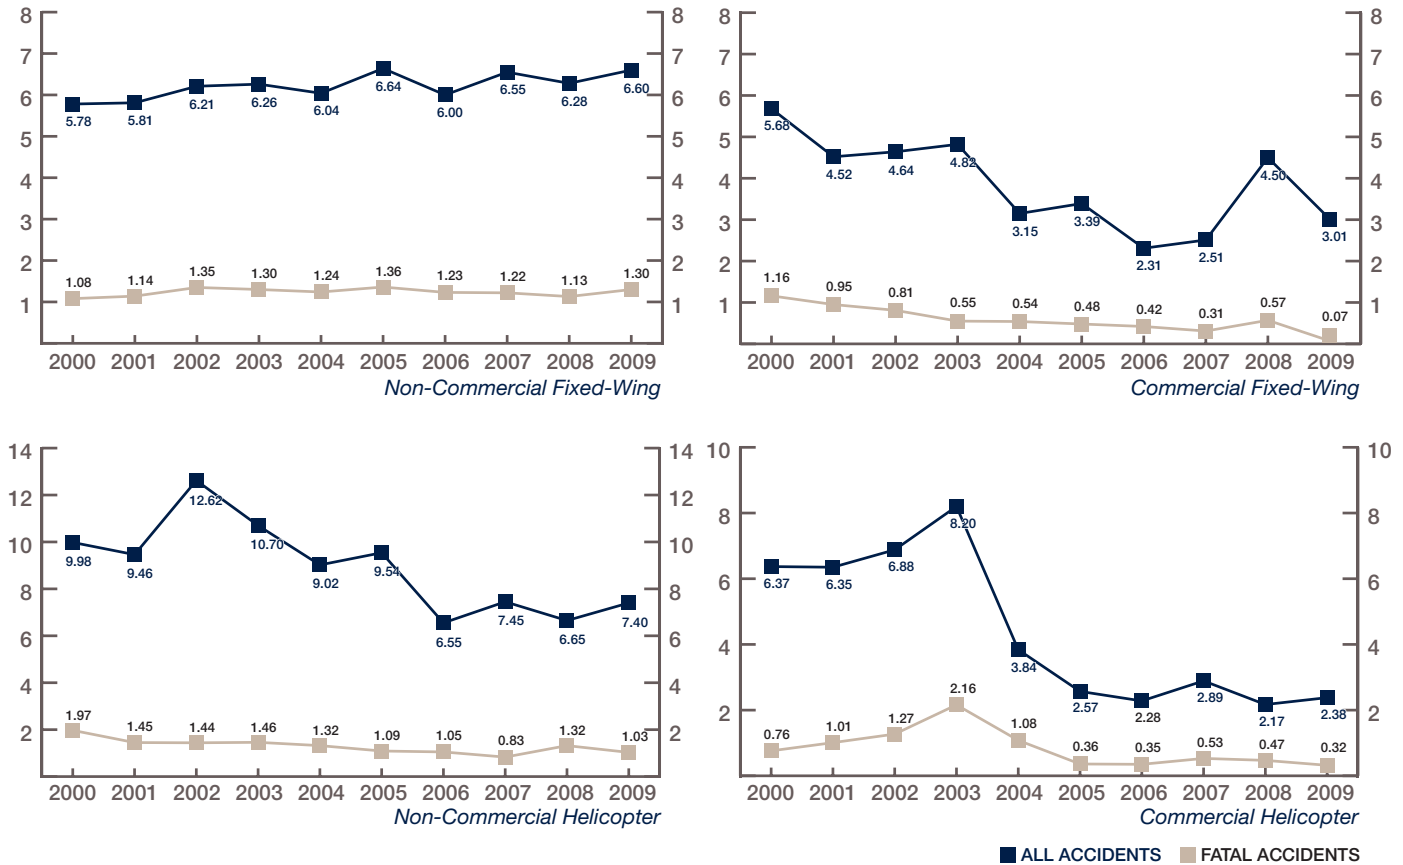 8 8
7 7
6 6
5 5
4 4
3 3
2 2
1 1
5.78 5.81 6.21 6.26 6.04 6.64 6.00 6.55 6.28 6.60
1.08 1.14 1.35 1.30 1.24 1.36 1.23 1.22 1.13 1.30
2000 2001 2002 2003 2004 2005 2006 2007 2008 2009
Non-Commercial Fixed-Wing
8 8
7 7
6 6
5 5
4 4
3 3
2 2
1 1
5.68 4.52 4.64 4.82 3.15 3.39 2.31 2.51 4.50 3.01
1.16 0.95 0.81 0.55 0.54 0.48 0.42 0.31 0.57 0.07
2000 2001 2002 2003 2004 2005 2006 2007 2008 2009
Commercial Fixed-Wing
14 14
12 12
10 10
8 8
6 6
4 4
2 2
9.98 9.46 12.62 10.70 9.02 9.54 6.55 7.45 6.65 7.40
1.97 1.45 1.44 1.46 1.32 1.09 1.05 0.83 1.32 1.03
2000 2001 2002 2003 2004 2005 2006 2007 2008 2009
Non-Commercial Helicopter
10 10
8 8
6 6
4 4
2 2
6.37 6.35 6.88 8.20 3.84 2.57 2.28 2.89 2.17 2.38
0.76 1.01 1.27 2.16 1.08 0.36 0.35 0.53 0.47 0.32
2000 2001 2002 2003 2004 2005 2006 2007 2008 2009
Commercial Helicopter
ALL ACCIDENTS FATAL ACCIDENTS